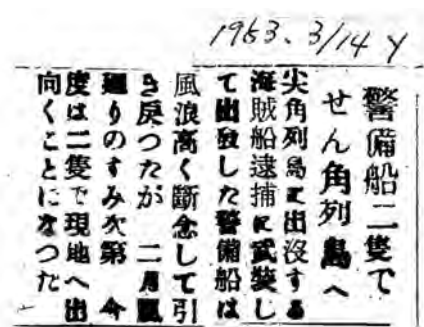 1953. 3/14 Y
警備船二隻で
せん角列島へ
尖角列島に出没する
海賊船逮捕に武装し
て出発した警備船は
風浪高く断念して引
き戻つたが 二月風
廻りのすみ次第 今
度は二隻で現地へ出
向くことになつた